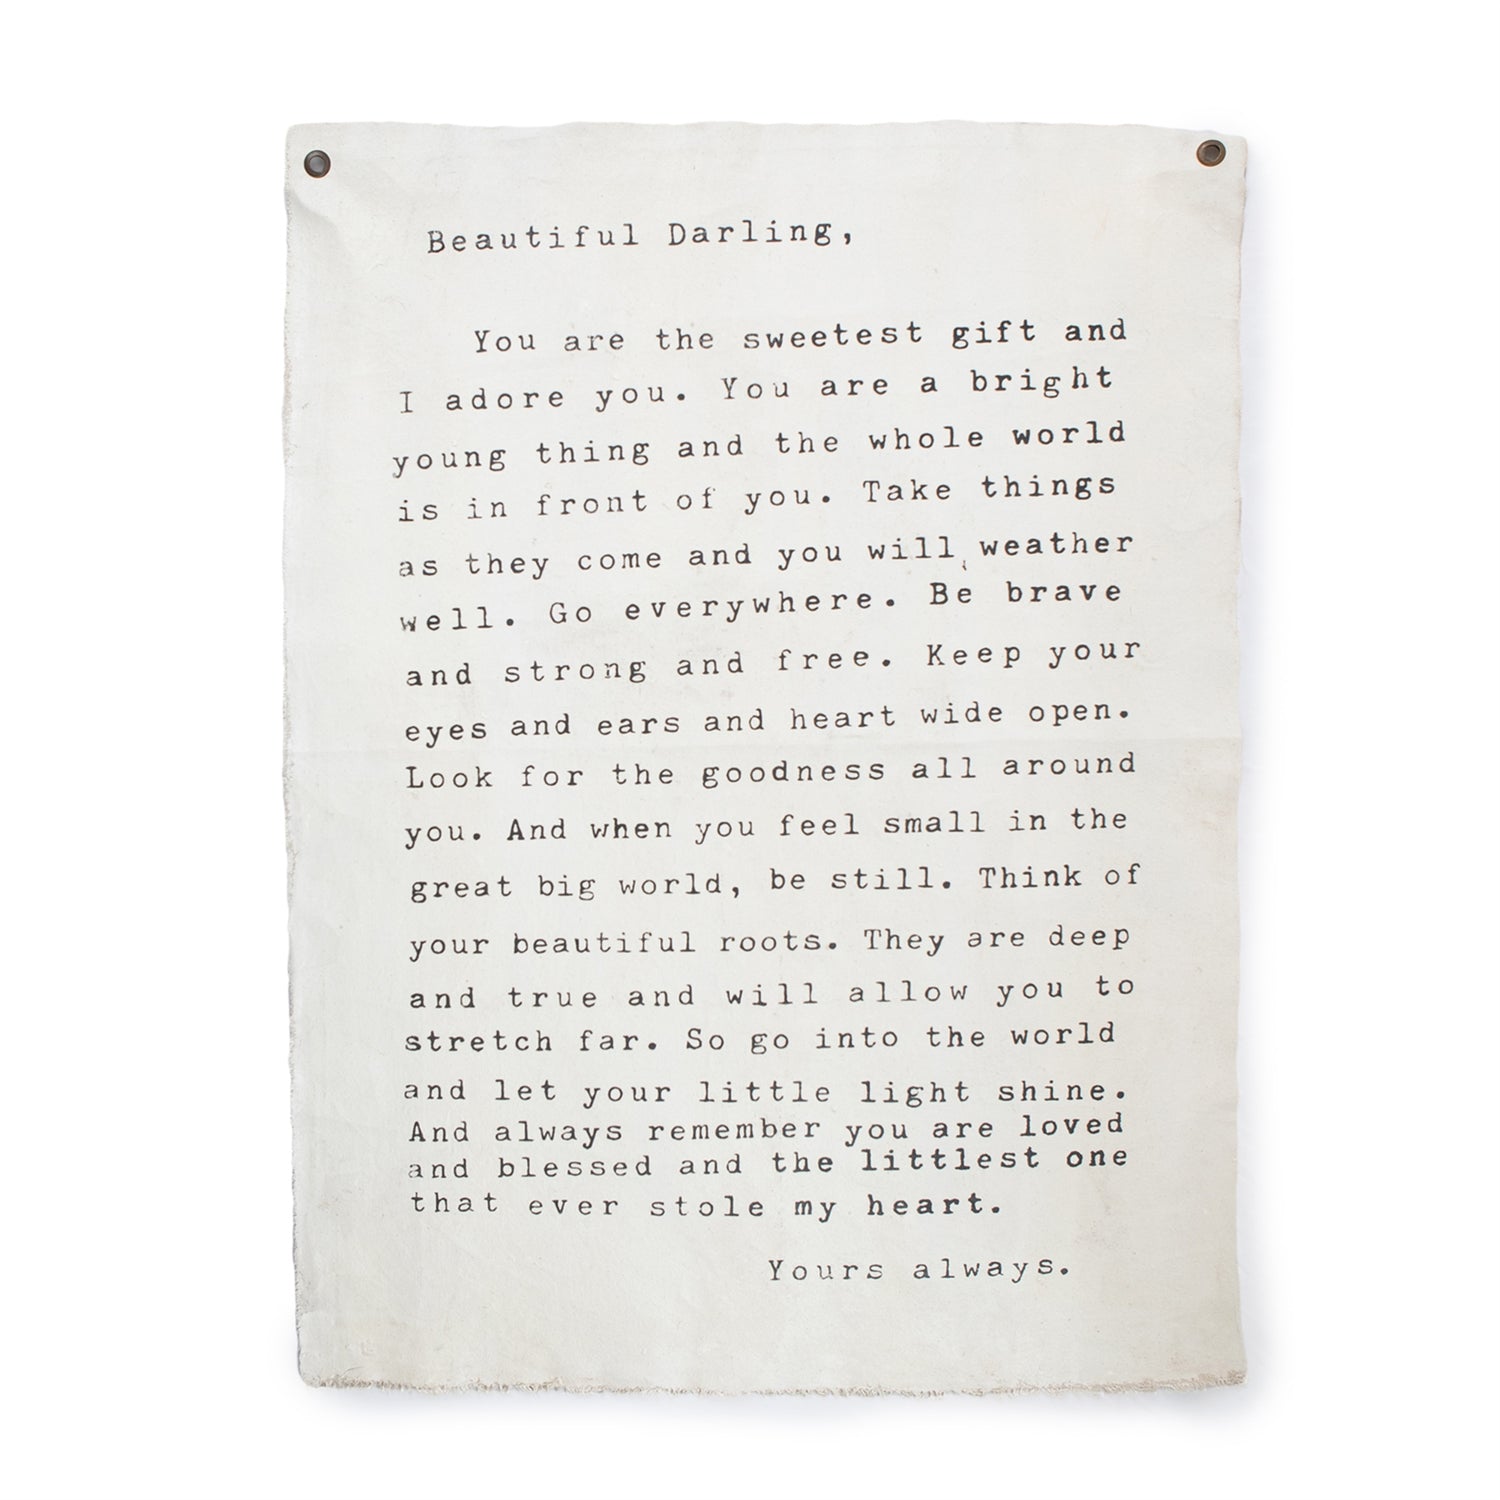 Beautiful Darling,
You are the sweetest gift and
I adore you. You are a bright
young thing and the whole world
is in front of you. Take things
as they come and you will weather
well. Go everywhere. Be brave
and strong and free. Keep your
eyes and ears and heart wide open.
Look for the goodness all around
you. And when you feel small in the
great big world, be still. Think of
your beautiful roots. They are deep
and true and will allow you to
stretch far. So go into the world
and let your little light shine.
And always remember you are loved
and blessed and the littlest one
that ever stole my heart.
Yours always.